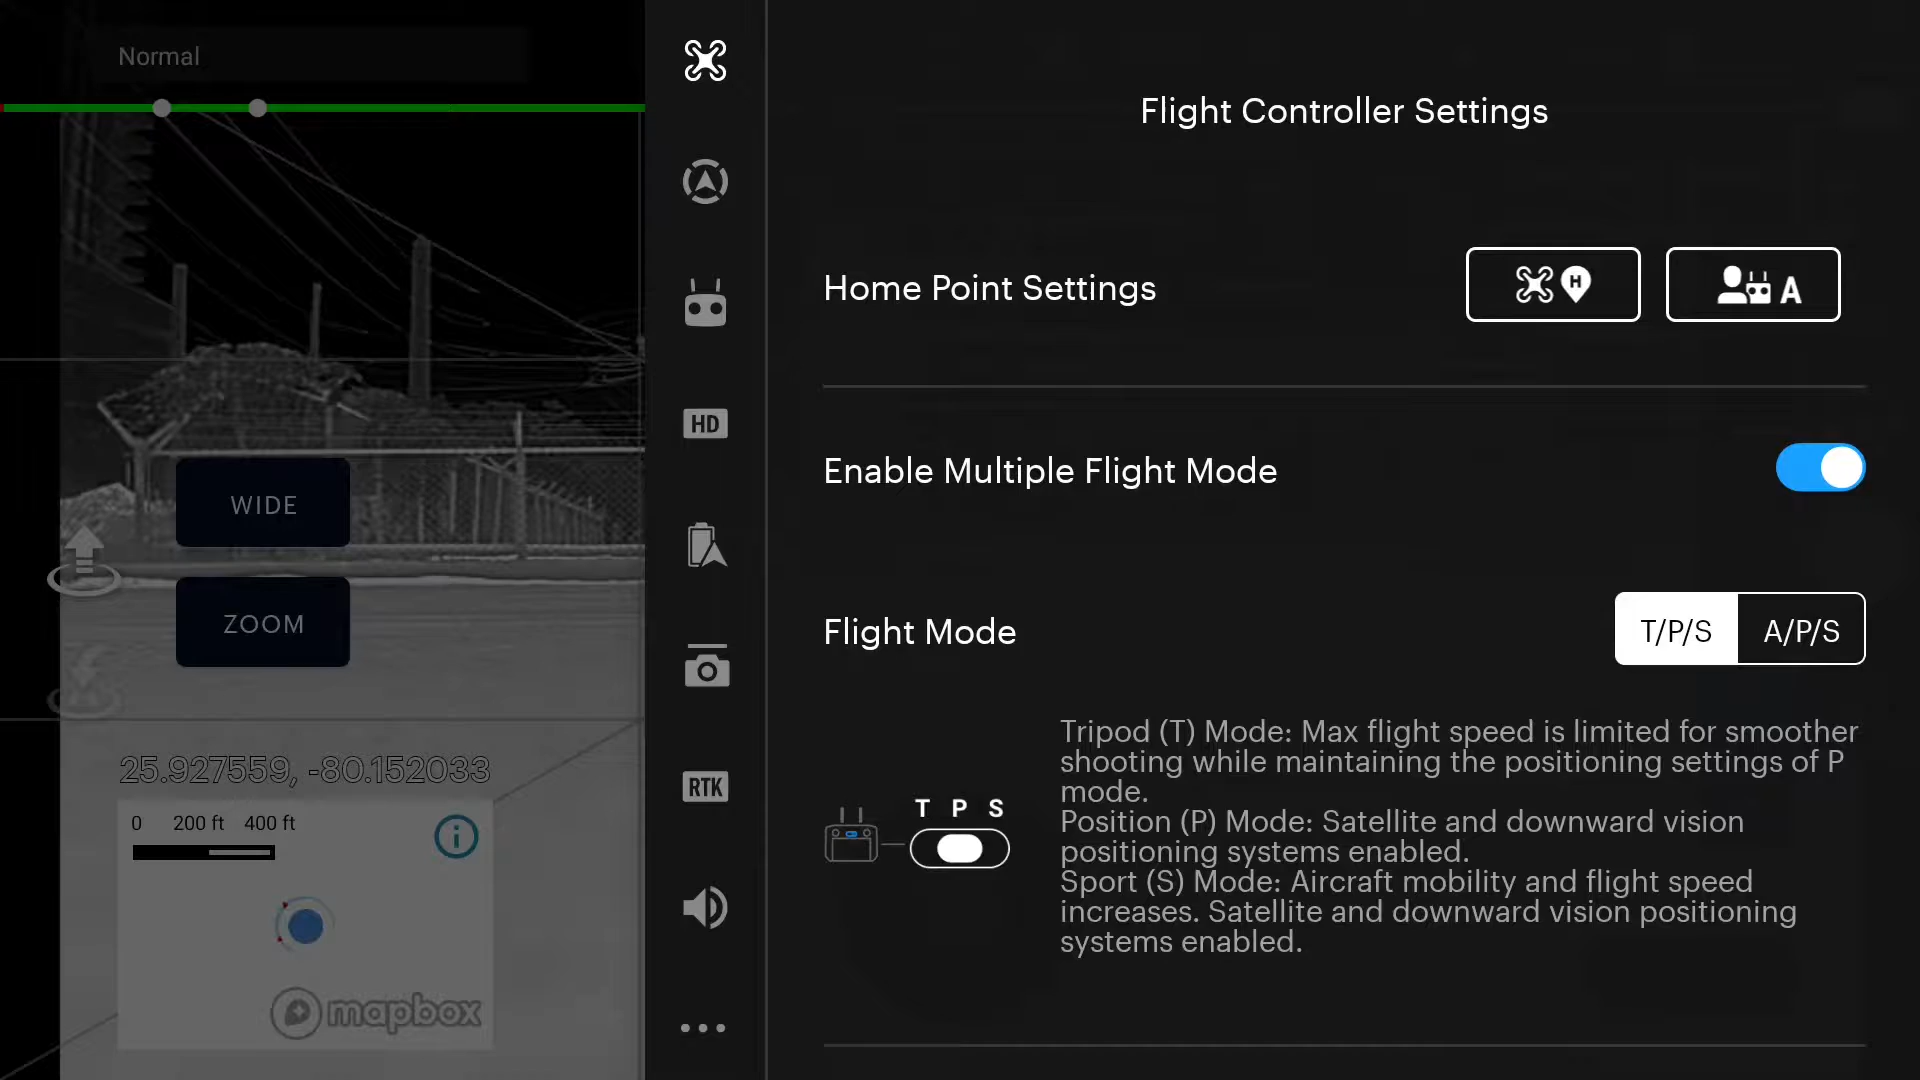 Normal
Flight Controller Settings
Home Point Settings
H
A
HD
Enable Multiple Flight Mode
WIDE
ZOOM
Flight Mode
T/P/S
A/P/S
Tripod (T) Mode: Max flight speed is limited for smoother
shooting while maintaining the positioning settings of P
mode.
Position (P) Mode: Satellite and downward vision
positioning systems enabled.
Sport (S) Mode: Aircraft mobility and flight speed
increases. Satellite and downward vision positioning
systems enabled.
T P S
RTK
25.927559, -80.152033
0 200 ft 400 ft
i
mapbox